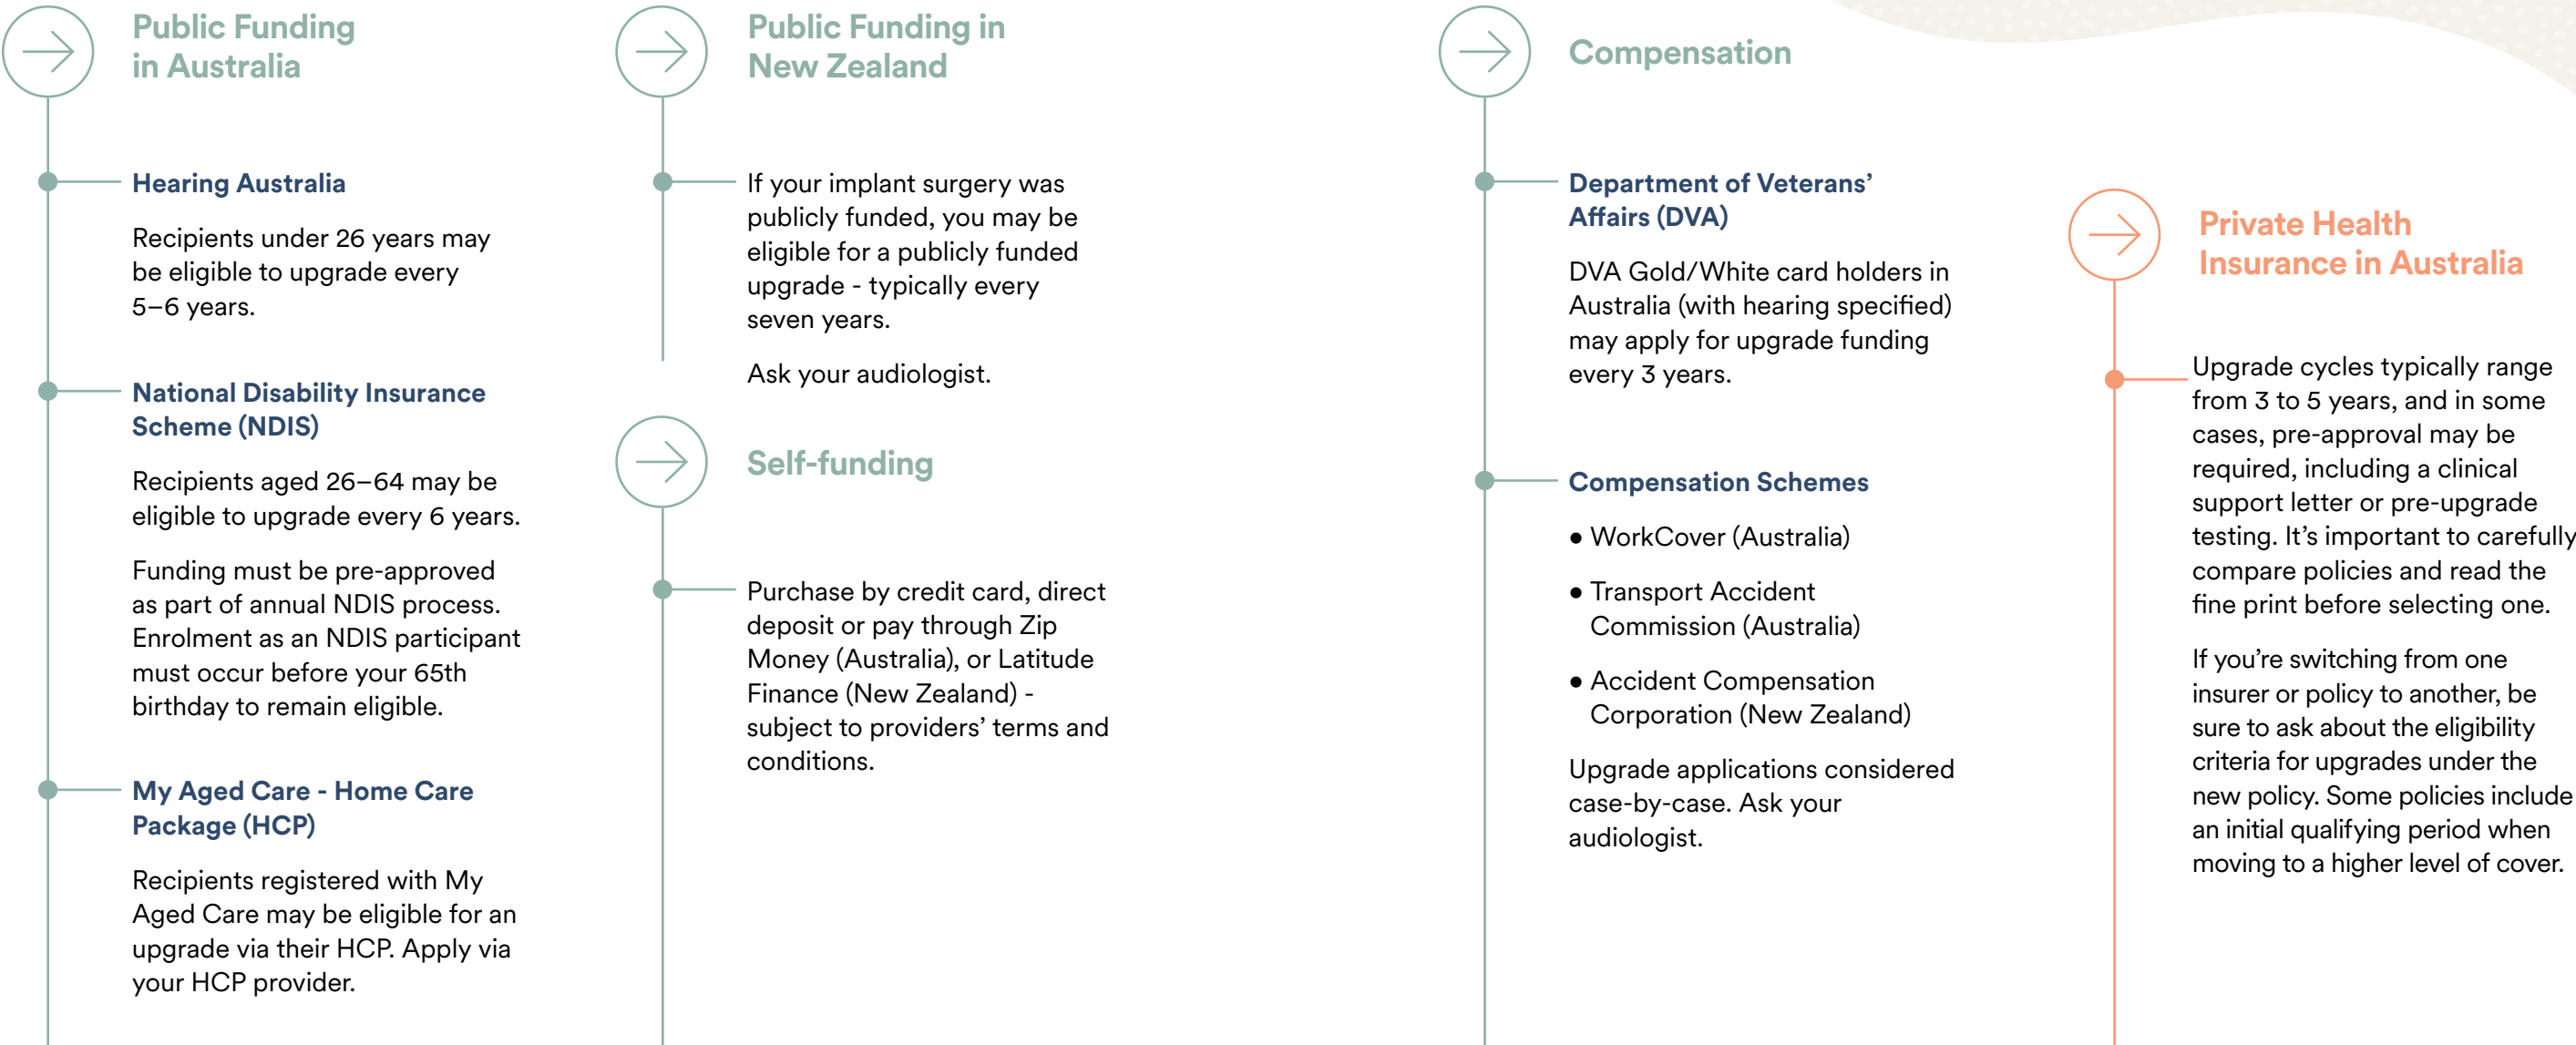 Public Funding
in Australia
Hearing Australia
Recipients under 26 years may
be eligible to upgrade every
5–6 years.
National Disability Insurance
Scheme (NDIS)
Recipients aged 26–64 may be
eligible to upgrade every 6 years.
Funding must be pre-approved
as part of annual NDIS process.
Enrolment as an NDIS participant
must occur before your 65th
birthday to remain eligible.
My Aged Care - Home Care
Package (HCP)
Recipients registered with My
Aged Care may be eligible for an
upgrade via their HCP. Apply via
your HCP provider.
Public Funding in
New Zealand
If your implant surgery was
publicly funded, you may be
eligible for a publicly funded
upgrade - typically every
seven years.
Ask your audiologist.
Self-funding
Purchase by credit card, direct
deposit or pay through Zip
Money (Australia), or Latitude
Finance (New Zealand) -
subject to providers’ terms and
conditions.
Compensation
Department of Veterans’
Affairs (DVA)
DVA Gold/White card holders in
Australia (with hearing specified)
may apply for upgrade funding
every 3 years.
Compensation Schemes
• WorkCover (Australia)
• Transport Accident
Commission (Australia)
• Accident Compensation
Corporation (New Zealand)
Upgrade applications considered
case-by-case. Ask your
audiologist.
Private Health
Insurance in Australia
Upgrade cycles typically range
from 3 to 5 years, and in some
cases, pre-approval may be
required, including a clinical
support letter or pre-upgrade
testing. It’s important to carefully
compare policies and read the
fine print before selecting one.
If you’re switching from one
insurer or policy to another, be
sure to ask about the eligibility
criteria for upgrades under the
new policy. Some policies include
an initial qualifying period when
moving to a higher level of cover.